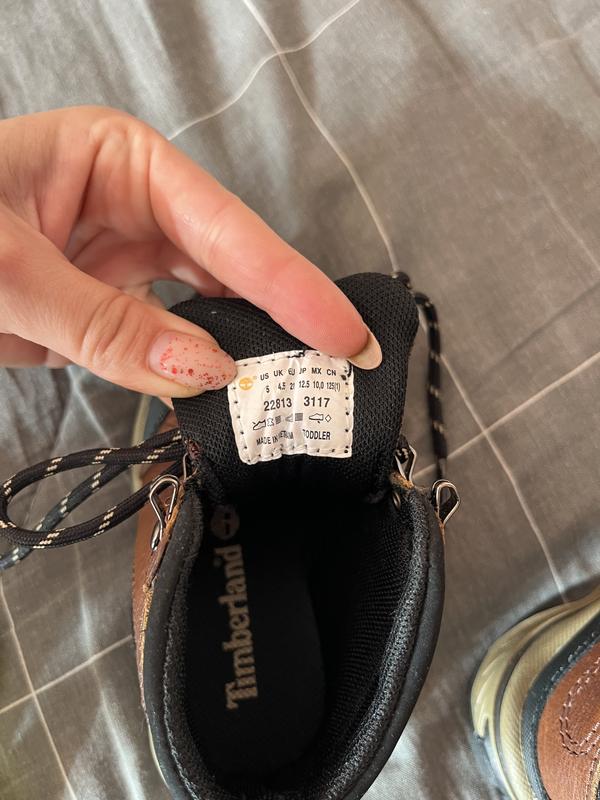 US UK EU JP MX CN
5 4,5 12.5 10,0 125(1)
22813 3117
MADE IN TODDLER
Timberland